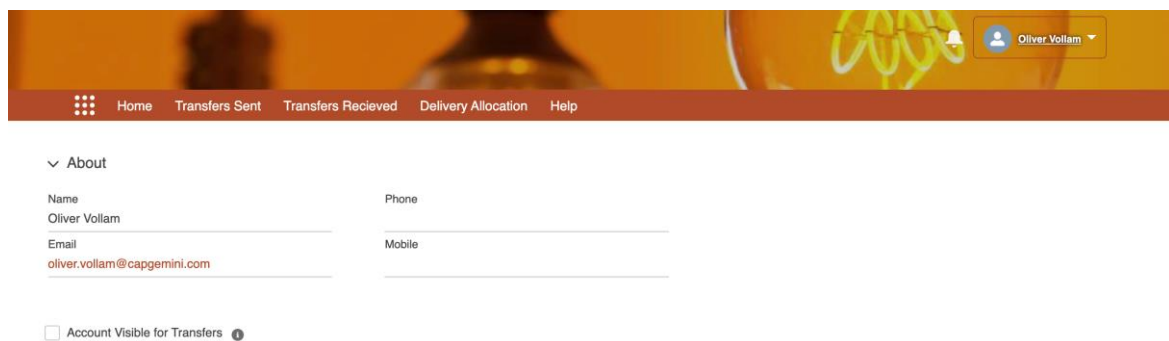 Oliver Vollam
Home Transfers Sent Transfers Recieved Delivery Allocation Help
About
Name Phone
Oliver Vollam
Email Mobile
oliver.vollam@capgemini.com
Account Visible for Transfers